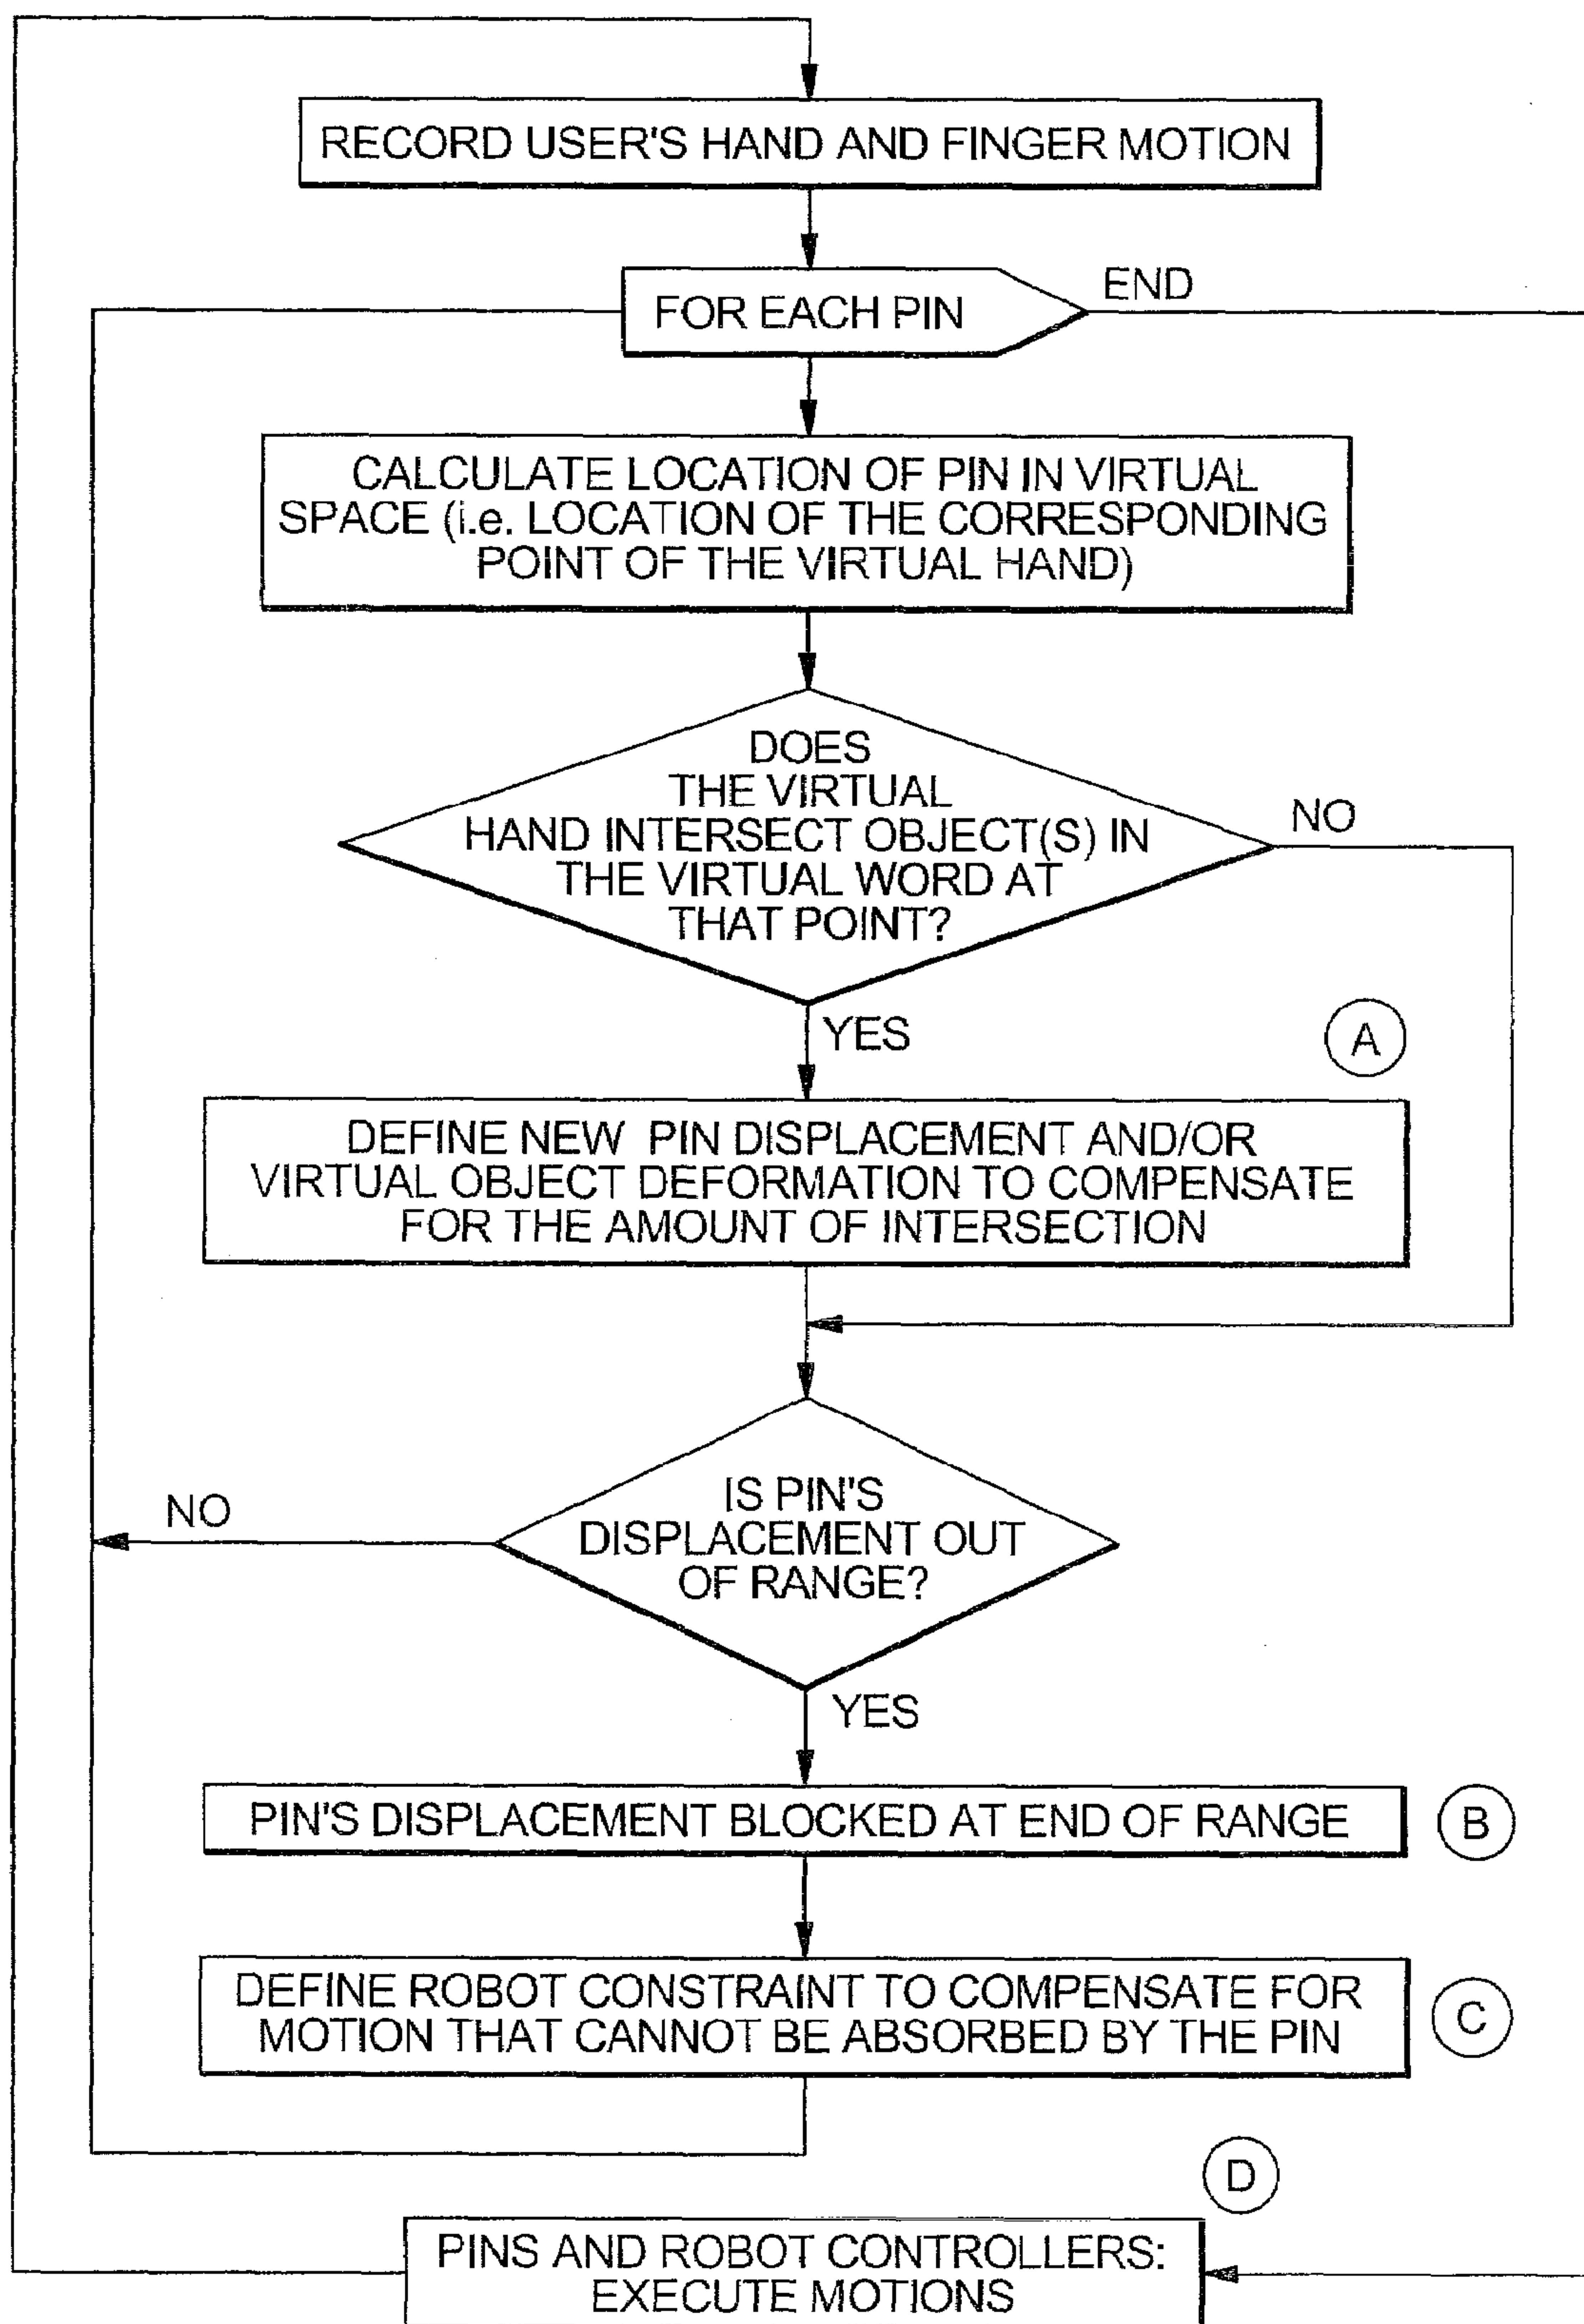 RECORD USER'S HAND AND FINGER MOTION
FOR EACH PIN
END
CALCULATE LOCATION OF PIN IN VIRTUAL
SPACE (i.e. LOCATION OF THE CORRESPONDING
POINT OF THE VIRTUAL HAND)
DOES
THE VIRTUAL
HAND INTERSECT OBJECT(S) IN
THE VIRTUAL WORD AT
THAT POINT?
NO
YES
A
DEFINE NEW PIN DISPLACEMENT AND/OR
VIRTUAL OBJECT DEFORMATION TO COMPENSATE
FOR THE AMOUNT OF INTERSECTION
IS PIN'S
DISPLACEMENT OUT
OF RANGE?
NO
YES
PIN'S DISPLACEMENT BLOCKED AT END OF RANGE
B
DEFINE ROBOT CONSTRAINT TO COMPENSATE FOR
MOTION THAT CANNOT BE ABSORBED BY THE PIN
C
D
PINS AND ROBOT CONTROLLERS:
EXECUTE MOTIONS